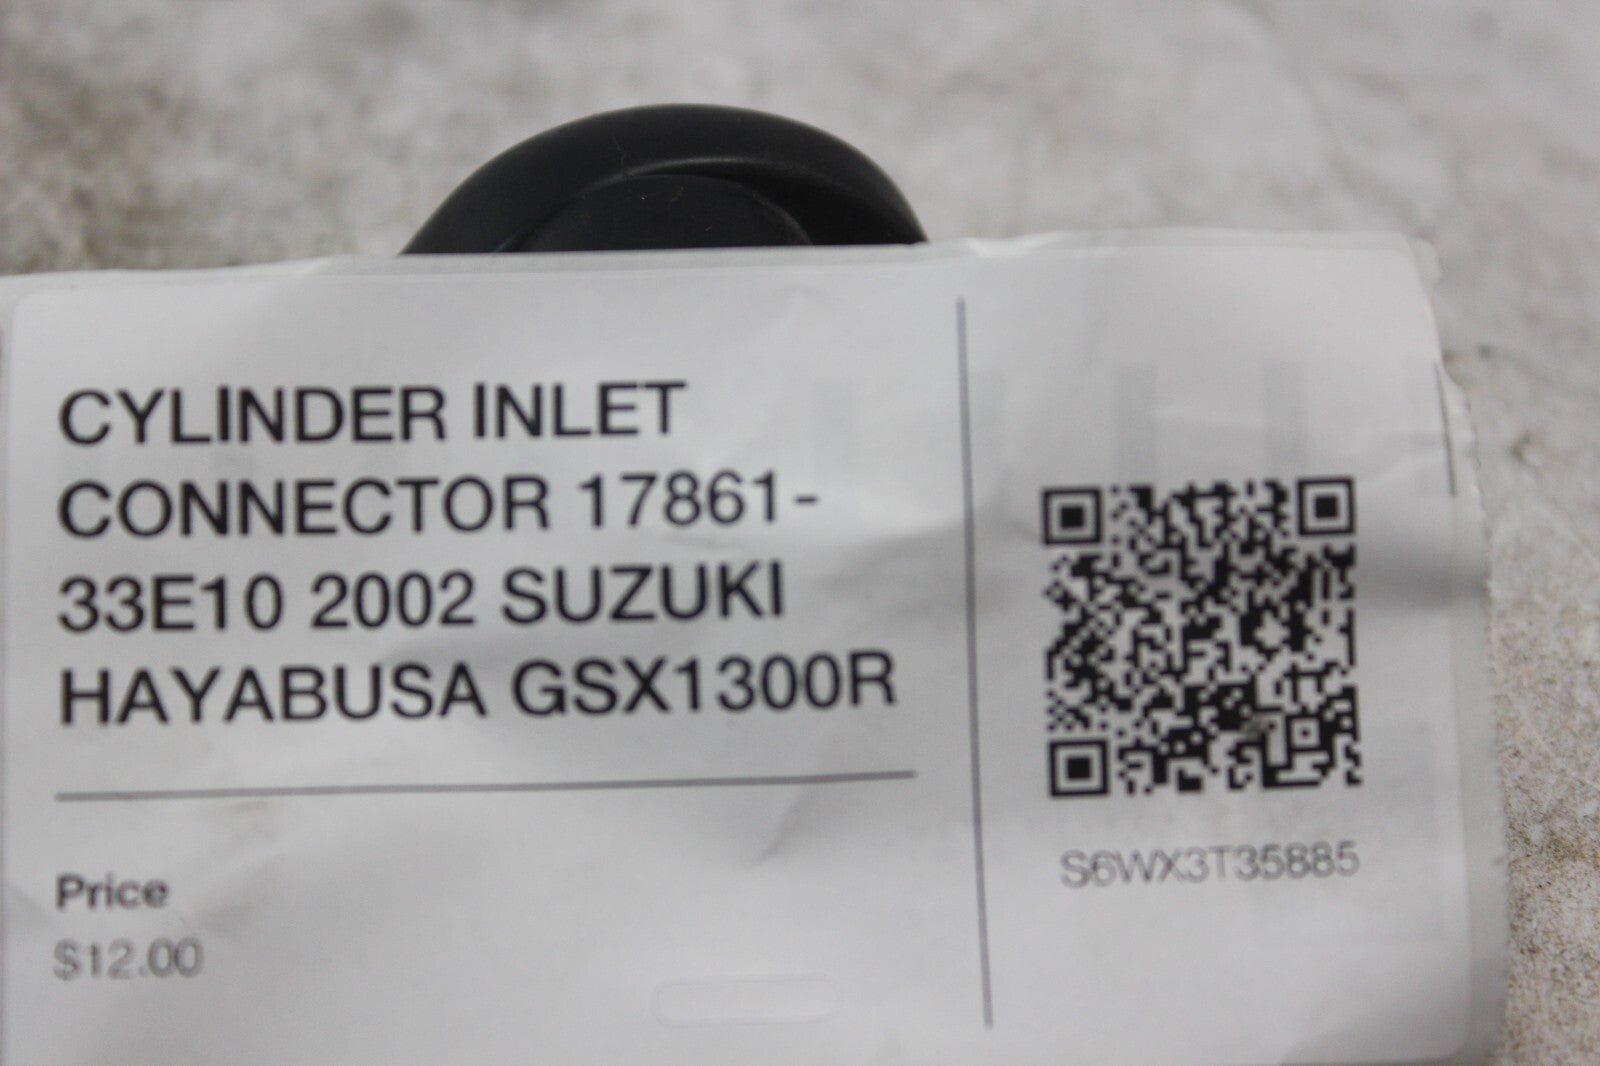 CYLINDER INLET
CONNECTOR 17861-
33E10 2002 SUZUKI
HAYABUSA GSX1300R
Price
$12.00
S6WX3T35885